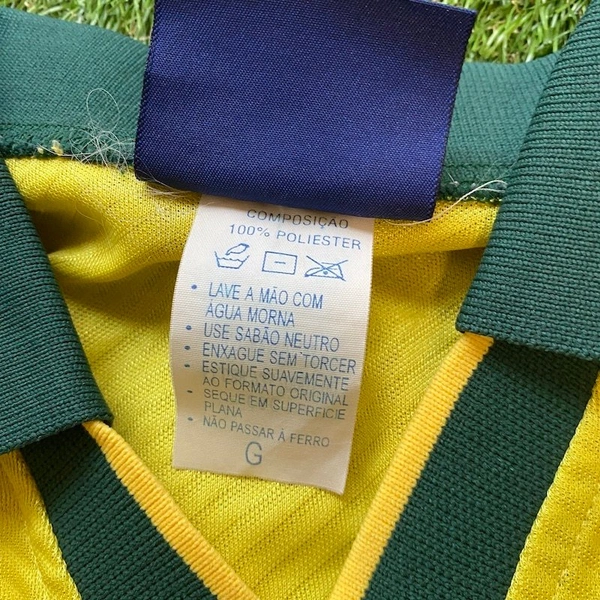 COMPOSIÇÃO
100% POLIESTER
• LAVE A MÃO COM
ÁGUA MORNA
• USE SABÃO NEUTRO
• ENXAGUE SEM TORCER
• ESTIQUE SUAVEMENTE
AO FORMATO ORIGINAL
• SEQUE EM SUPERFICIE
PLANA
• NÃO PASSAR À FERRO
G